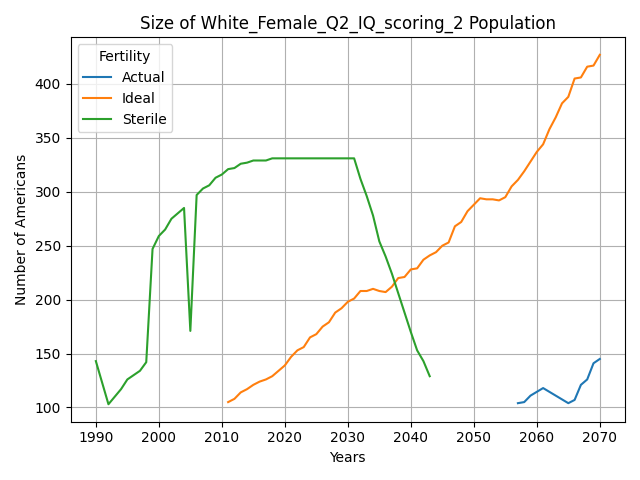 Size of White_Female_Q2_IQ_scoring_2 Population
Fertility
Actual
Ideal
Sterile
Number of Americans
400
350
300
250
200
150
100
1990 2000 2010 2020 2030 2040 2050 2060 2070
Years